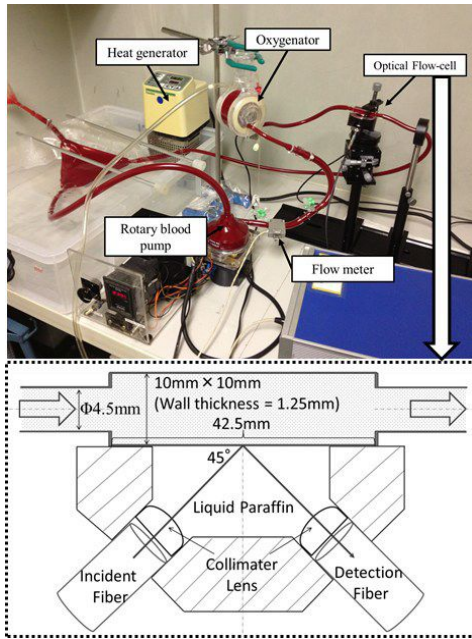 Heat generator
Oxygenator
Optical Flow-cell
Rotary blood
pump
Flow meter
10mm × 10mm
Φ4.5mm
(Wall thickness = 1.25mm)
42.5mm
45°
Liquid Paraffin
Incident
Fiber
Collimater
Lens
Detection
Fiber